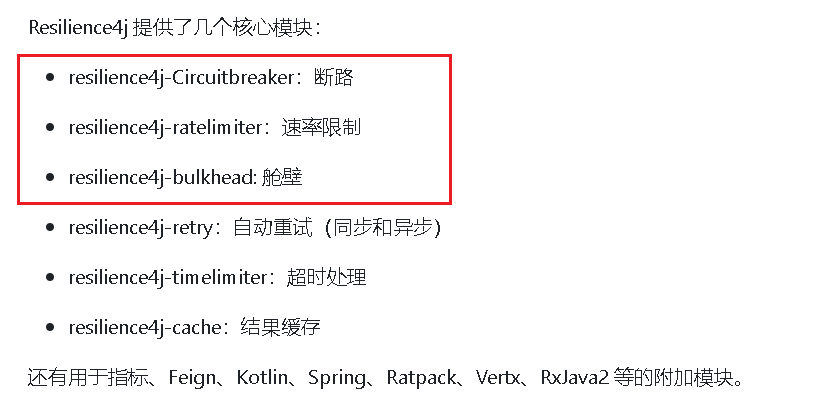 Resilience4j 提供了几个核心模块：
• resilience4j-Circuitbreaker：断路
• resilience4j-ratelimiter：速率限制
• resilience4j-bulkhead: 舱壁
• resilience4j-retry：自动重试（同步和异步）
• resilience4j-timelimiter：超时处理
• resilience4j-cache：结果缓存
还有用于指标、Feign、Kotlin、Spring、Ratpack、Vertx、RxJava2 等的附加模块。